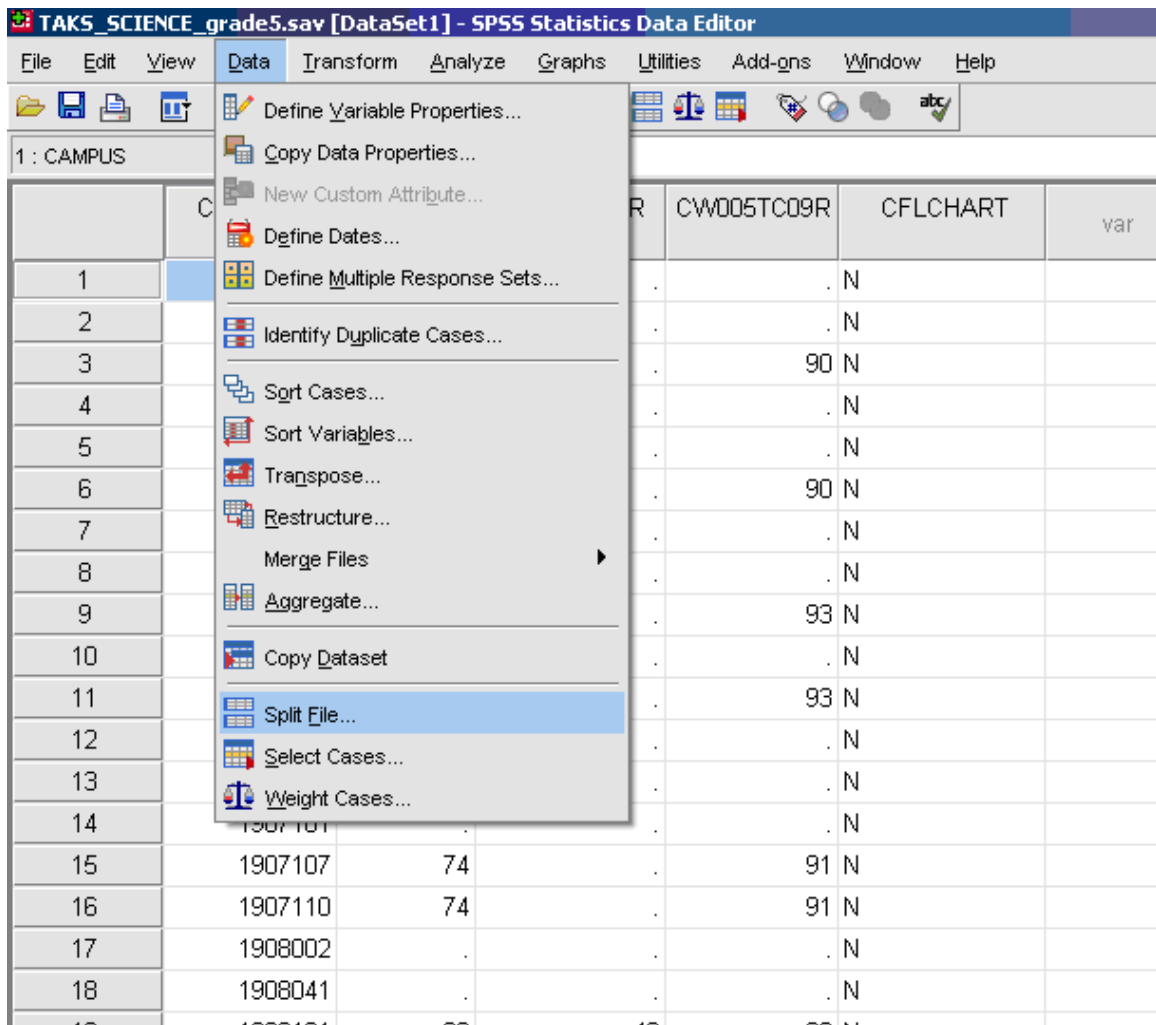 TAKS_SCIENCE_grade5.sav [DataSet1] - SPSS Statistics Data Editor
File Edit View Data Transform Analyze Graphs Utilities Add-ons Window Help
1 : CAMPUS
Define Variable Properties...
Copy Data Properties...
New Custom Attribute...
Define Dates...
Define Multiple Response Sets...
Identify Duplicate Cases...
Sort Cases...
Sort Variables...
Transpose...
Restructure...
Merge Files
Aggregate...
Copy Dataset
Split File...
Select Cases...
Weight Cases...
C R CW005TC09R CFLCHART var
1 . . N
2 . . N
3 . 90 N
4 . . N
5 . . N
6 . 90 N
7 . . N
8 . . N
9 . 93 N
10 . . N
11 . 93 N
12 . . N
13 . . N
14 1907101 . . . N
15 1907107 74 . 91 N
16 1907110 74 . 91 N
17 1908002 . . . N
18 1908041 . . . N